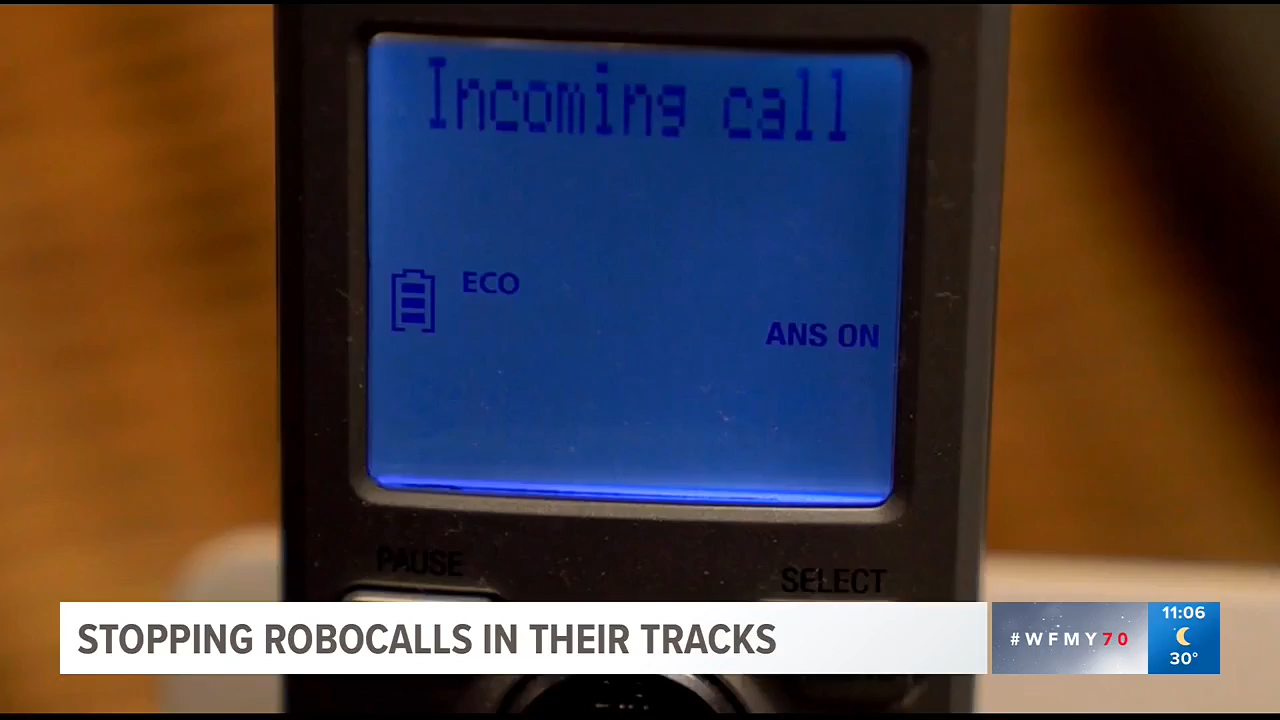 Incoming call
ECO
ANS ON
PAUSE
SELECT
STOPPING ROBOCALLS IN THEIR TRACKS
#WFMY70
11:06
30°